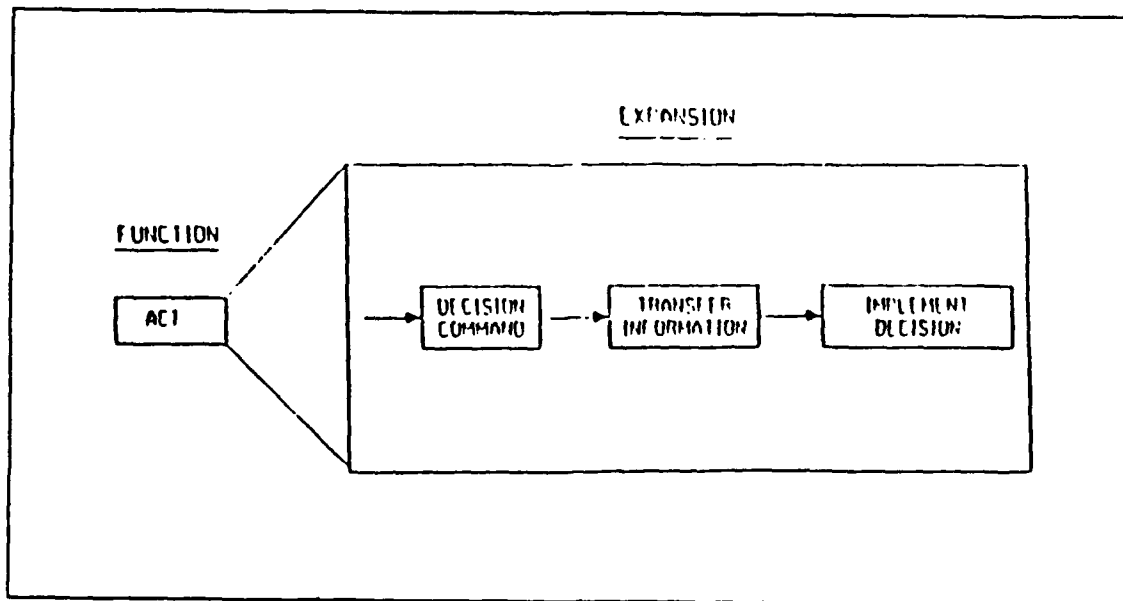 EXPANSION
FUNCTION
ACT
DECISION
COMMAND
TRANSFER
INFORMATION
IMPLEMENT
DECISION